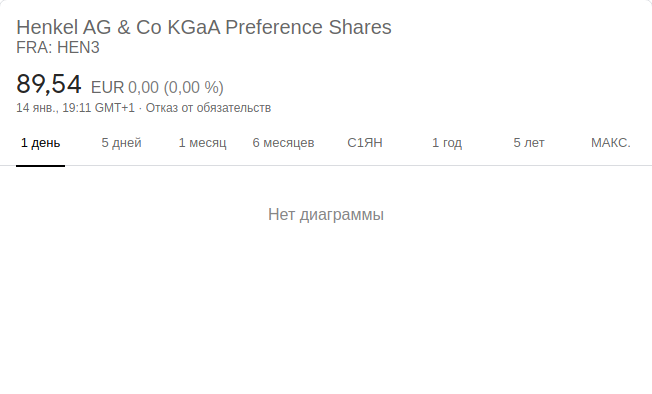 Henkel AG & Co KGaA Preference Shares
FRA: HEN3
89,54 EUR 0,00 (0,00 %)
14 янв., 19:11 GMT+1 · Отказ от обязательств
1 день 5 дней 1 месяц 6 месяцев С1ЯН 1 год 5 лет МАКС.
Нет диаграммы